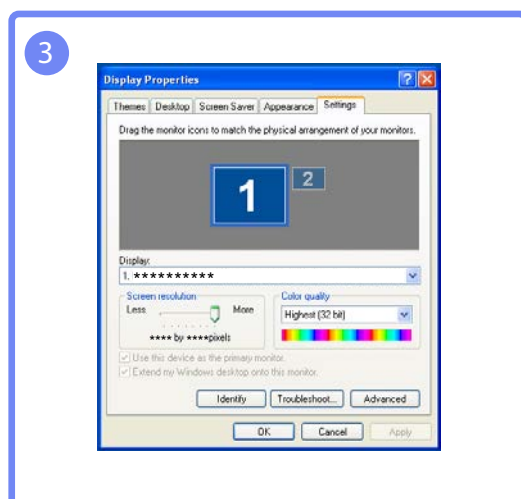 3
Display Properties
Themes Desktop Screen Saver Appearance Settings
Drag the monitor icons to match the physical arrangement of your monitors.
1 2
Display:
1. **********
Screen resolution Color quality
Less More Highest (32 bit)
**** by ****pixels
Use this device as the primary monitor.
Extend my Windows desktop onto this monitor.
Identify Troubleshoot... Advanced
OK Cancel Apply